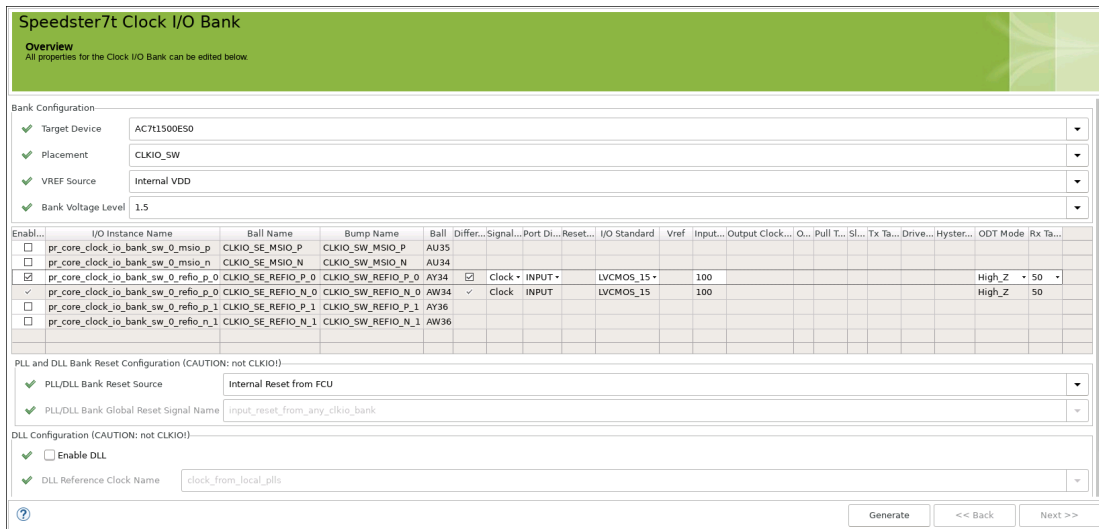 Speedster7t Clock I/O Bank
Overview
All properties for the Clock I/O Bank can be edited below.
Bank Configuration
Target Device AC7t1500ES0
Placement CLKIO_SW
VREF Source Internal VDD
Bank Voltage Level 1.5
Enabl... I/O Instance Name Ball Name Bump Name Ball Differ... Signal... Port Di... Reset... I/O Standard Vref Input... Output Clock... O... Pull T... Sl... Tx Ta... Drive... Hyster... ODT Mode Rx Ta...
pr_core_clock_io_bank_sw_0_msio_p CLKIO_SE_MSIO_P CLKIO_SW_MSIO_P AU35
pr_core_clock_io_bank_sw_0_msio_n CLKIO_SE_MSIO_N CLKIO_SW_MSIO_N AU34
pr_core_clock_io_bank_sw_0_refio_p_0 CLKIO_SE_REFIO_P_0 CLKIO_SW_REFIO_P_0 AY34 Clock INPUT LVCMOS_15 100 High_Z 50
pr_core_clock_io_bank_sw_0_refio_p_0 CLKIO_SE_REFIO_N_0 CLKIO_SW_REFIO_N_0 AW34 Clock INPUT LVCMOS_15 100 High_Z 50
pr_core_clock_io_bank_sw_0_refio_p_1 CLKIO_SE_REFIO_P_1 CLKIO_SW_REFIO_P_1 AY36
pr_core_clock_io_bank_sw_0_refio_n_1 CLKIO_SE_REFIO_N_1 CLKIO_SW_REFIO_N_1 AW36
PLL and DLL Bank Reset Configuration (CAUTION: not CLKIO!)
PLL/DLL Bank Reset Source Internal Reset from FCU
PLL/DLL Bank Global Reset Signal Name input_reset_from_any_clkio_bank
DLL Configuration (CAUTION: not CLKIO!)
Enable DLL
DLL Reference Clock Name clock_from_local_plls
? Generate << Back Next >>